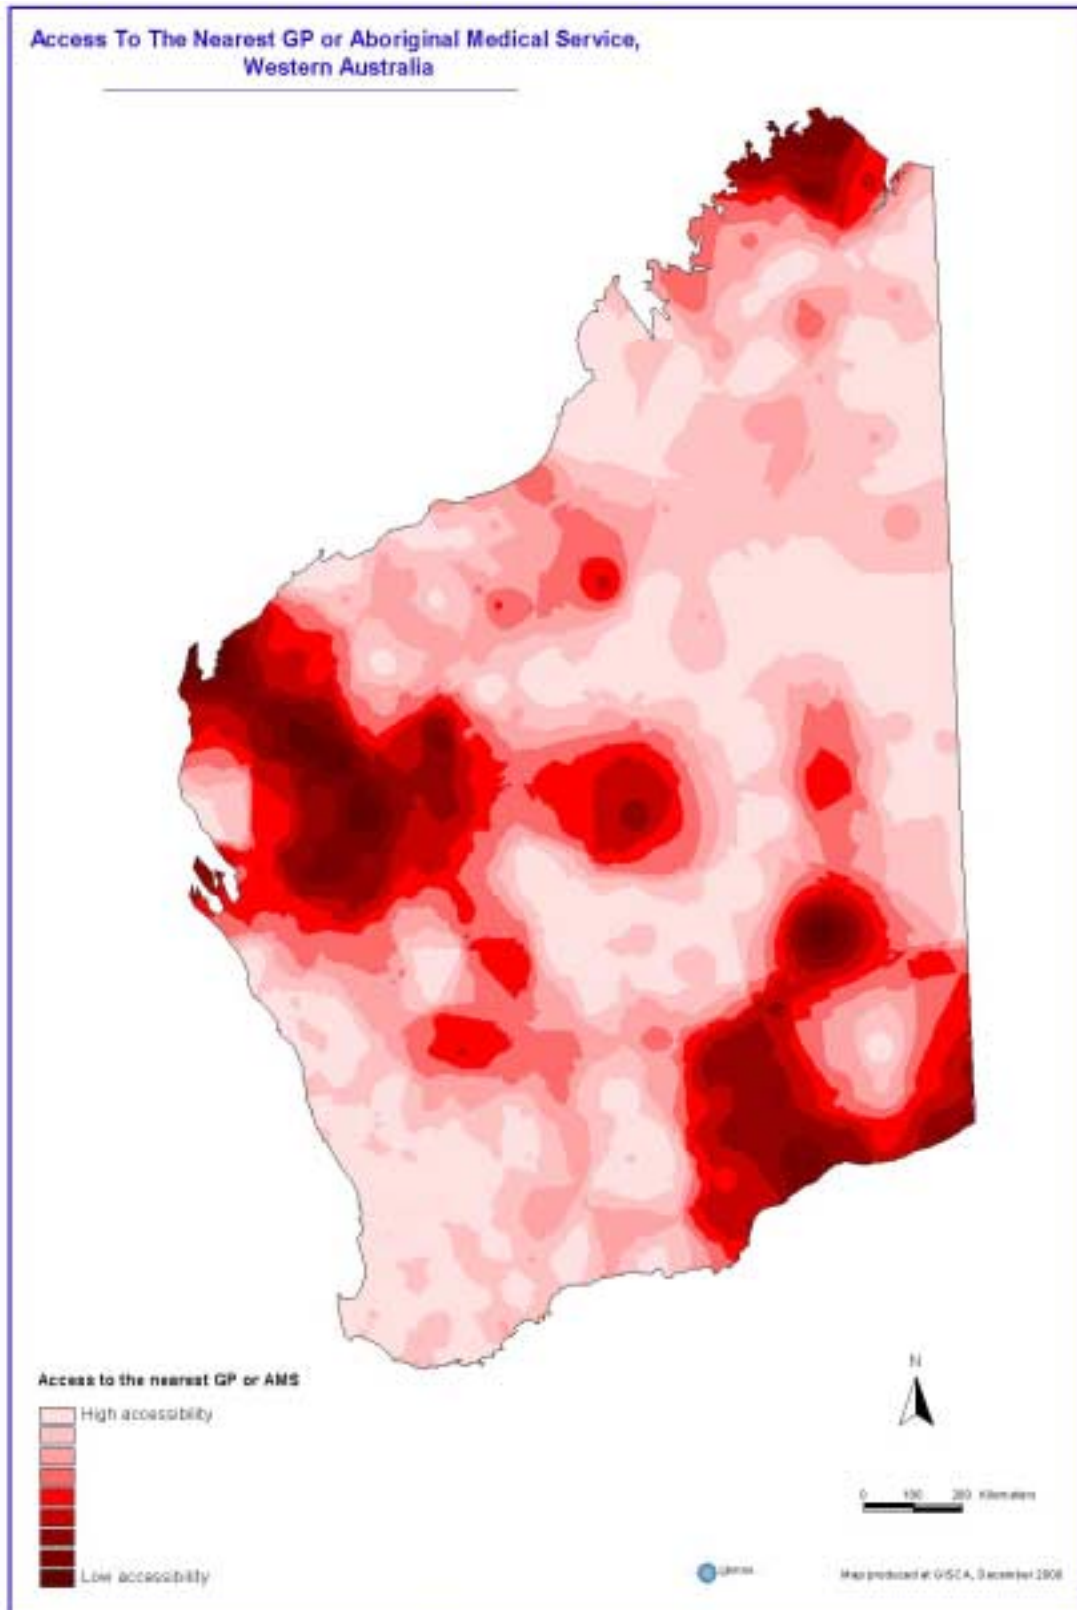 Access To The Nearest GP or Aboriginal Medical Service,
Western Australia
Access to the nearest GP or AMS
High accessibility
Low accessibility
N
0 100 200 Kilometers
Map produced at GISCA, December 2000